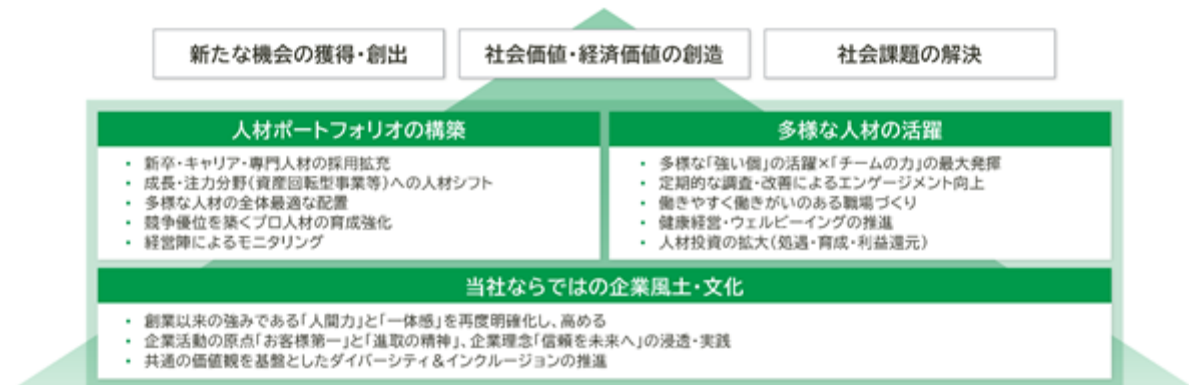 新たな機会の獲得・創出
社会価値・経済価値の創造
社会課題の解決
人材ポートフォリオの構築
・ 新卒・キャリア・専門人材の採用拡充
・ 成長・注力分野(資産回転型事業等)への人材シフト
・ 多様な人材の全体最適な配置
・ 競争優位を築くプロ人材の育成強化
・ 経営陣によるモニタリング
多様な人材の活躍
・ 多様な「強い個」の活躍×「チームの力」の最大発揮
・ 定期的な調査・改善によるエンゲージメント向上
・ 働きやすく働きがいのある職場づくり
・ 健康経営・ウェルビーイングの推進
・ 人材投資の拡大(処遇・育成・利益還元)
当社ならではの企業風土・文化
・ 創業以来の強みである「人間力」と「一体感」を再度明確化し、高める
・ 企業活動の原点「お客様第一」と「進取の精神」、企業理念「信頼を未来へ」の浸透・実践
・ 共通の価値観を基盤としたダイバーシティ&インクルージョンの推進